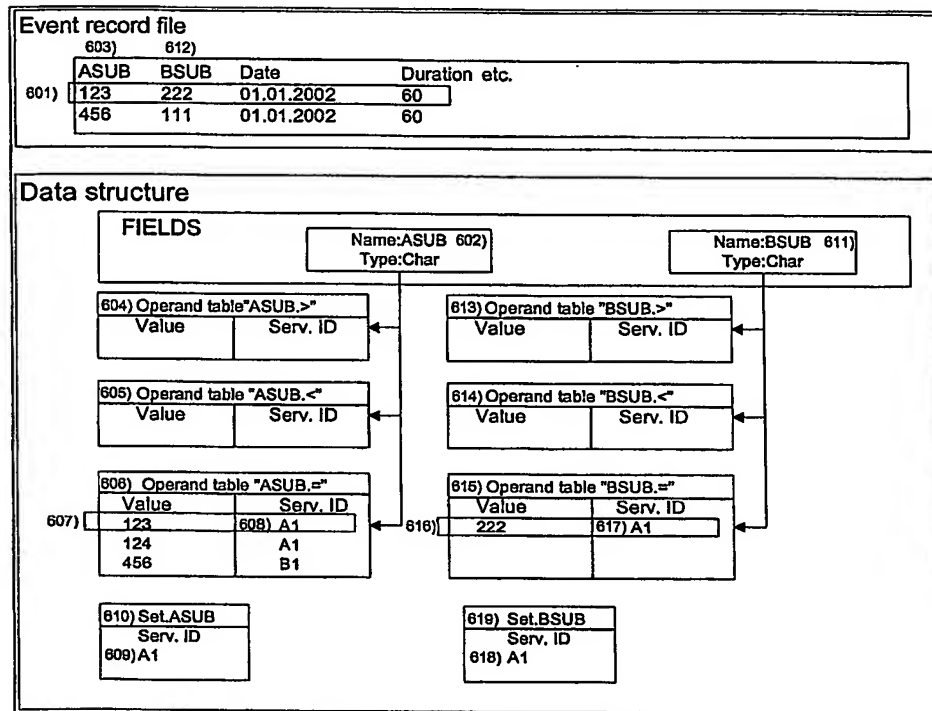 Event record file
603) 612)
ASUB BSUB Date Duration etc.
601) 123 222 01.01.2002 60
456 111 01.01.2002 60
Data structure
FIELDS
Name:ASUB 602)
Type:Char
Name:BSUB 611)
Type:Char
604) Operand table"ASUB.>"
Value Serv. ID
613) Operand table "BSUB.>"
Value Serv. ID
605) Operand table "ASUB.<"
Value Serv. ID
614) Operand table "BSUB.<"
Value Serv. ID
606) Operand table "ASUB.="
Value Serv. ID
607) 123 608) A1
124 A1
456 B1
615) Operand table "BSUB.="
Value Serv. ID
616) 222 617) A1
610) Set.ASUB
Serv. ID
609) A1
619) Set.BSUB
Serv. ID
618) A1